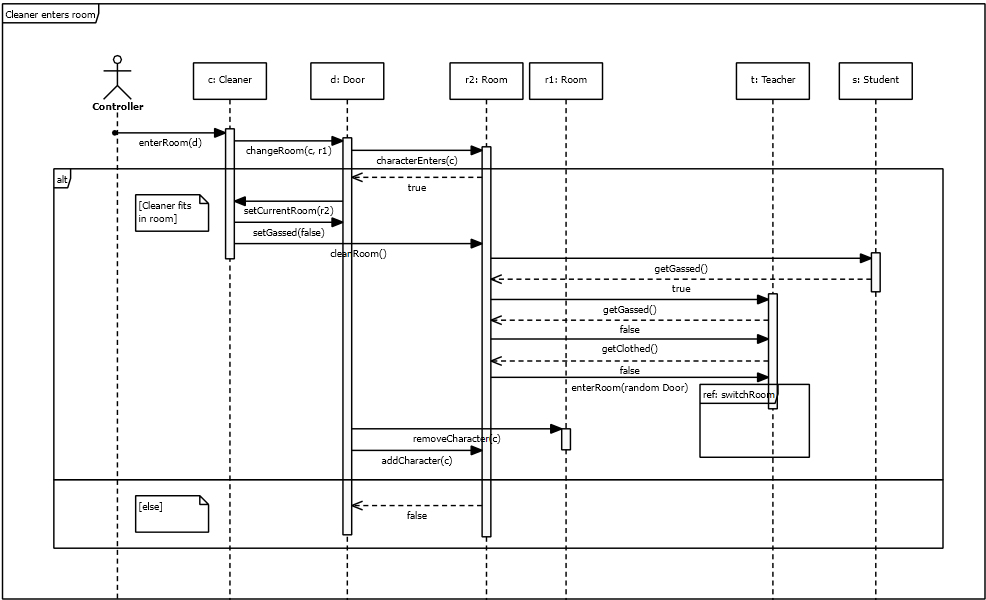 Cleaner enters room
Controller
c: Cleaner
d: Door
r2: Room
r1: Room
t: Teacher
s: Student
enterRoom(d)
changeRoom(c, r1)
characterEnters(c)
alt
true
[Cleaner fits
in room]
setCurrentRoom(r2)
setGassed(false)
clearRoom()
getGassed()
true
getGassed()
false
getClothed()
false
enterRoom(random Door)
ref: switchRoom
removeCharacter(c)
addCharacter(c)
[else]
false